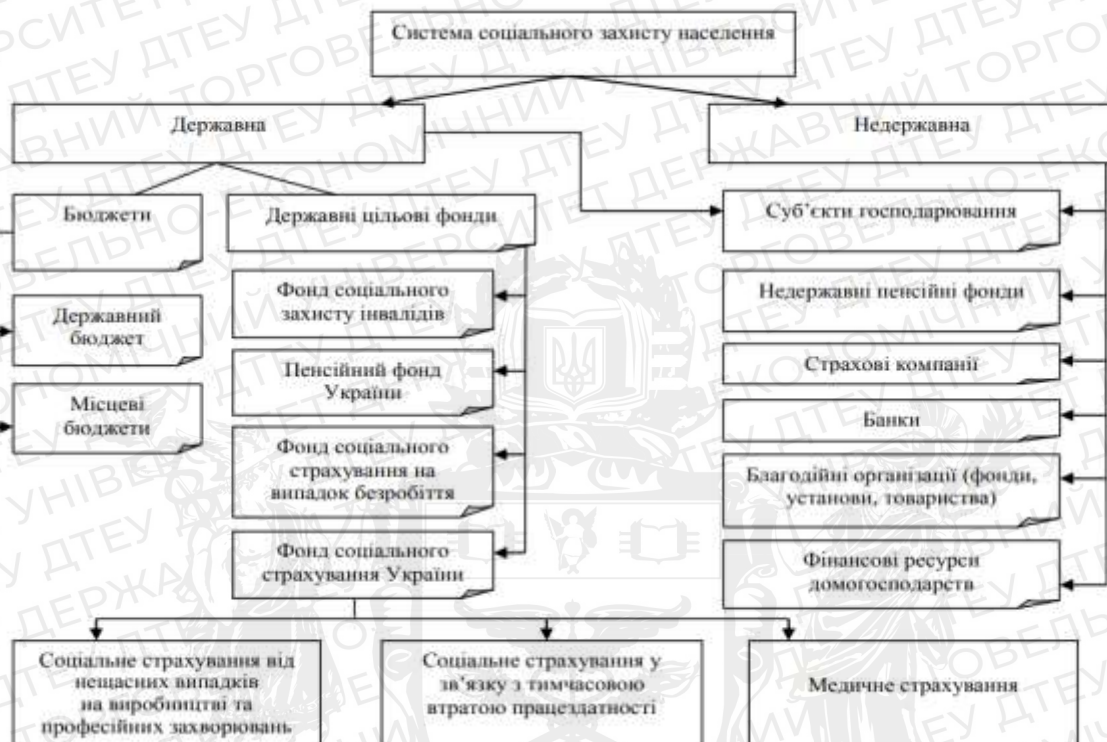 Система соціального захисту населення
Державна
Недержавна
Бюджети
Державні цільові фонди
Суб’єкти господарювання
Державний
бюджет
Місцеві
бюджети
Фонд соціального
захисту інвалідів
Пенсійний фонд
України
Фонд соціального
страхування на
випадок безробіття
Фонд соціального
страхування України
Недержавні пенсійні фонди
Страхові компанії
Банки
Благодійні організації (фонди,
установи, товариства)
Фінансові ресурси
домогосподарств
Соціальне страхування від
нещасних випадків
на виробництві та
професійних захворювань
Соціальне страхування у
зв’язку з тимчасовою
втратою працездатності
Медичне страхування